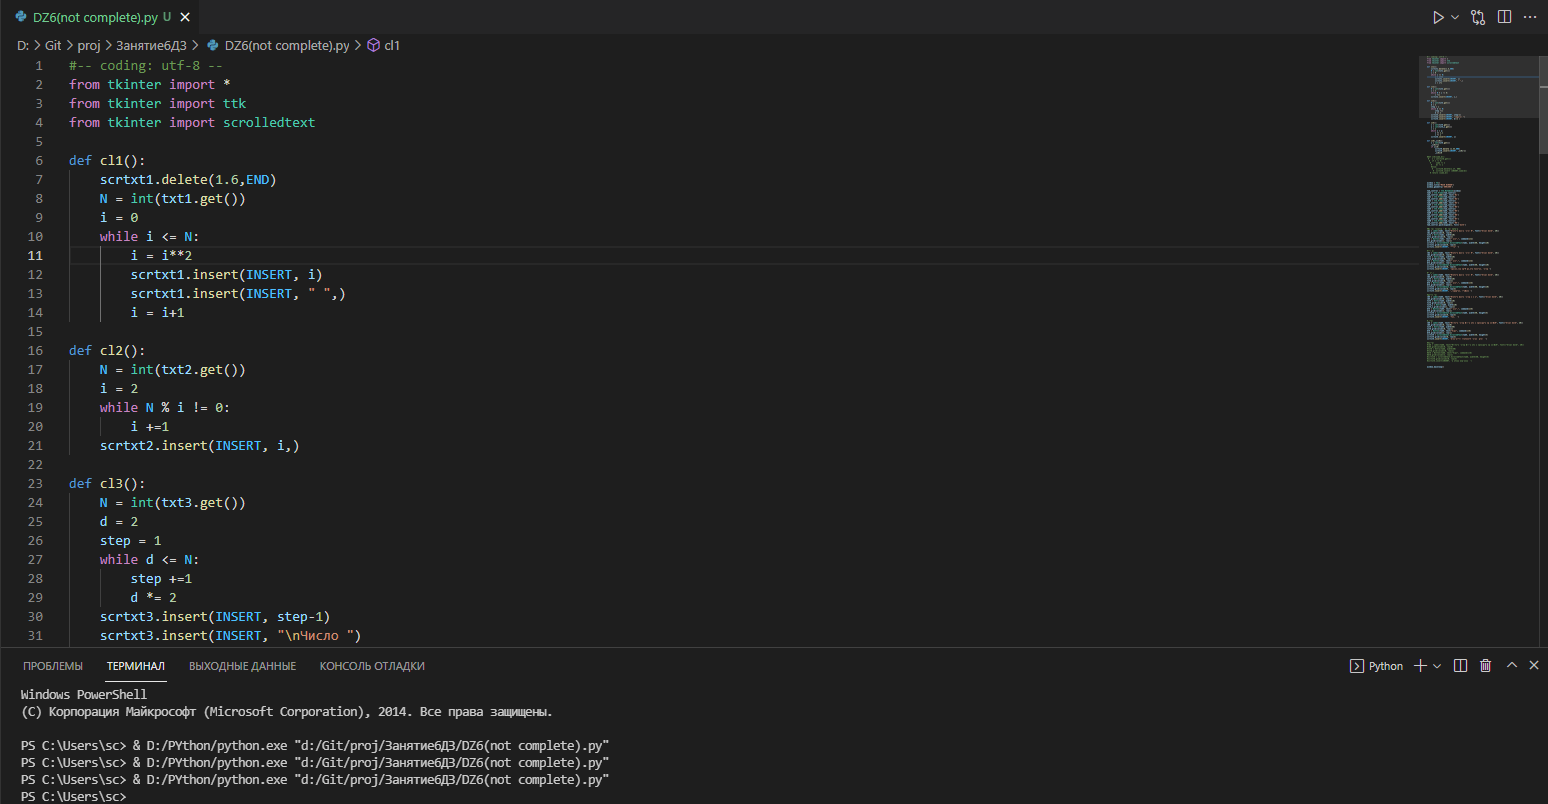 DZ6(not complete).py U
D: > Git > proj > Занятие6ДЗ > DZ6(not complete).py > cl1
1 #-- coding: utf-8 --
2 from tkinter import *
3 from tkinter import ttk
4 from tkinter import scrolledtext
5
6 def cl1():
7 scrtxt1.delete(1.6,END)
8 N = int(txt1.get())
9 i = 0
10 while i <= N:
11 i = i**2
12 scrtxt1.insert(INSERT, i)
13 scrtxt1.insert(INSERT, " ",)
14 i = i+1
15
16 def cl2():
17 N = int(txt2.get())
18 i = 2
19 while N % i != 0:
20 i +=1
21 scrtxt2.insert(INSERT, i,)
22
23 def cl3():
24 N = int(txt3.get())
25 d = 2
26 step = 1
27 while d <= N:
28 step +=1
29 d *= 2
30 scrtxt3.insert(INSERT, step-1)
31 scrtxt3.insert(INSERT, "\nЧисло ")
ПРОБЛЕМЫ ТЕРМИНАЛ ВЫХОДНЫЕ ДАННЫЕ КОНСОЛЬ ОТЛАДКИ Python
Windows PowerShell
(C) Корпорация Майкрософт (Microsoft Corporation), 2014. Все права защищены.
PS C:\Users\sc> & D:/PYthon/python.exe "d:/Git/proj/Занятие6ДЗ/DZ6(not complete).py"
PS C:\Users\sc> & D:/PYthon/python.exe "d:/Git/proj/Занятие6ДЗ/DZ6(not complete).py"
PS C:\Users\sc> & D:/PYthon/python.exe "d:/Git/proj/Занятие6ДЗ/DZ6(not complete).py"
PS C:\Users\sc>